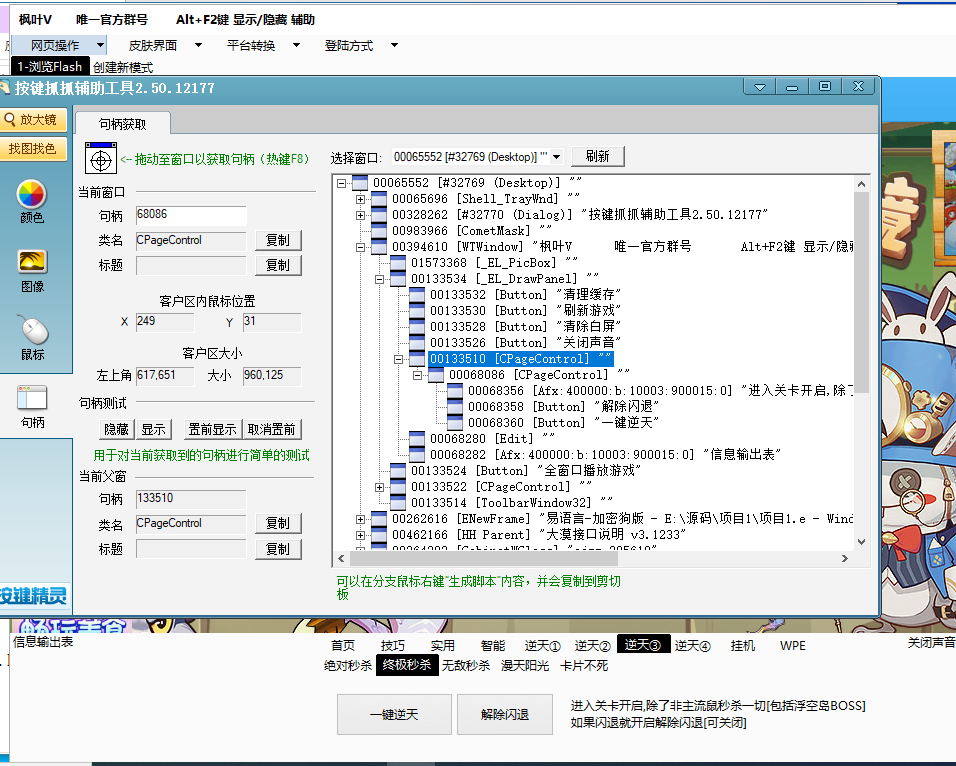 枫叶V 唯一官方群号 Alt+F2键 显示/隐藏 辅助
网页操作 皮肤界面 平台转换 登陆方式
1-浏览Flash 创建新模式
按键抓抓辅助工具2.50.12177
放大镜
找图找色
颜色
图像
鼠标
句柄
按键精灵
句柄获取
<--拖动至窗口以获取句柄（热键F8）
当前窗口
句柄 68086
类名 CPageControl 复制
标题 复制
客户区内鼠标位置
X 249 Y 31
客户区大小
左上角 617,651 大小 960,125
句柄测试
隐藏 显示 置前显示 取消置前
用于对当前获取到的句柄进行简单的测试
当前父窗
句柄 133510
类名 CPageControl 复制
标题 复制
选择窗口: 00065552 [#32769 (Desktop)] "" 刷新
00065552 [#32769 (Desktop)] ""
00065696 [Shell_TrayWnd] ""
00328262 [#32770 (Dialog)] "按键抓抓辅助工具2.50.12177"
00983966 [CometMask] ""
00394610 [WTWindow] "枫叶V 唯一官方群号 Alt+F2键 显示/隐藏
01573368 [_EL_PicBox] ""
00133534 [_EL_DrawPanel] ""
00133532 [Button] "清理缓存"
00133530 [Button] "刷新游戏"
00133528 [Button] "清除白屏"
00133526 [Button] "关闭声音"
00133510 [CPageControl] ""
00068086 [CPageControl] ""
00068356 [Afx:400000:b:10003:900015:0] "进入关卡开启,除了
00068358 [Button] "解除闪退"
00068360 [Button] "一键逆天"
00068280 [Edit] ""
00068282 [Afx:400000:b:10003:900015:0] "信息输出表"
00133524 [Button] "全窗口播放游戏"
00133522 [CPageControl] ""
00133514 [ToolbarWindow32] ""
00262616 [ENewFrame] "易语言-加密狗版 - E:\源码\项目1\项目1.e - Wind
00462166 [HH Parent] "大漠接口说明 v3.1233"
可以在分支鼠标右键"生成脚本"内容，并会复制到剪切
板
畅玩美食
信息输出表
首页 技巧 实用 智能 逆天① 逆天② 逆天③ 逆天④ 挂机 WPE
关闭声音
绝对秒杀 终极秒杀 无敌秒杀 漫天阳光 卡片不死
一键逆天 解除闪退
进入关卡开启,除了非主流鼠秒杀一切[包括浮空岛BOSS]
如果闪退就开启解除闪退[可关闭]